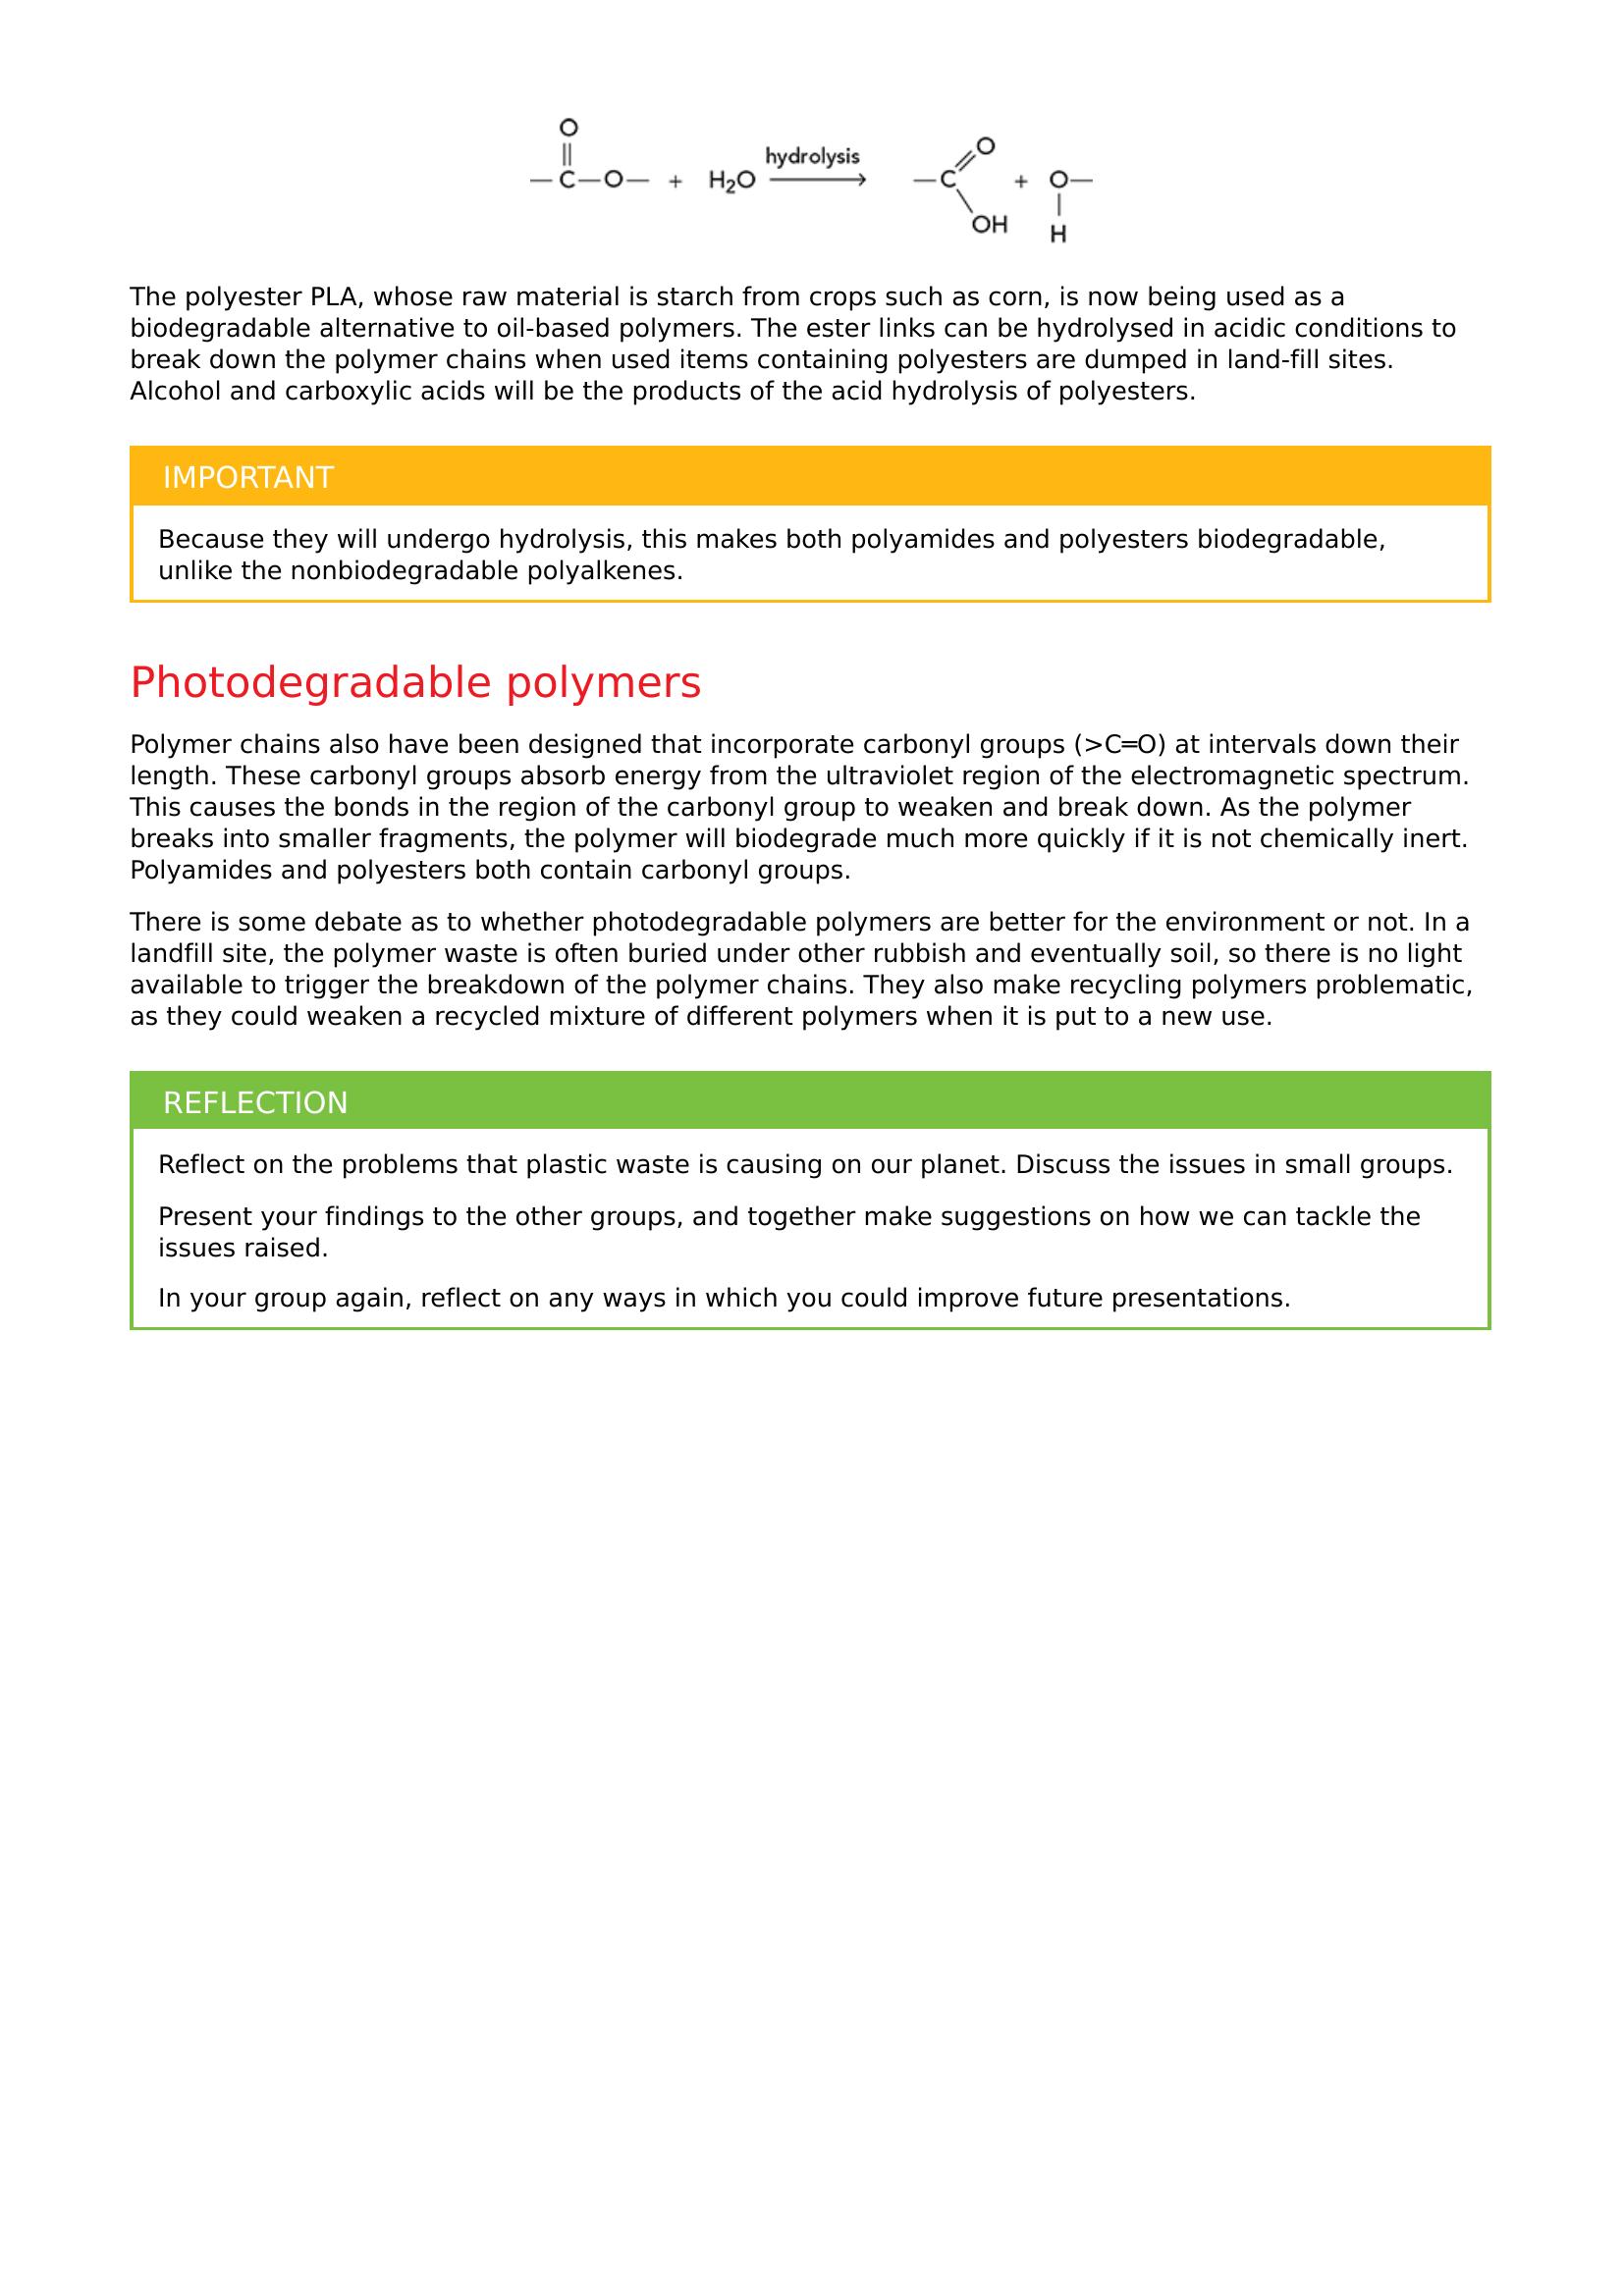 O
|| hydrolysis O
— C — O — + H₂O ⟶ — C + O —
OH H
The polyester PLA, whose raw material is starch from crops such as corn, is now being used as a
biodegradable alternative to oil-based polymers. The ester links can be hydrolysed in acidic conditions to
break down the polymer chains when used items containing polyesters are dumped in land-fill sites.
Alcohol and carboxylic acids will be the products of the acid hydrolysis of polyesters.
IMPORTANT
Because they will undergo hydrolysis, this makes both polyamides and polyesters biodegradable,
unlike the nonbiodegradable polyalkenes.
Photodegradable polymers
Polymer chains also have been designed that incorporate carbonyl groups (>C═O) at intervals down their
length. These carbonyl groups absorb energy from the ultraviolet region of the electromagnetic spectrum.
This causes the bonds in the region of the carbonyl group to weaken and break down. As the polymer
breaks into smaller fragments, the polymer will biodegrade much more quickly if it is not chemically inert.
Polyamides and polyesters both contain carbonyl groups.
There is some debate as to whether photodegradable polymers are better for the environment or not. In a
landfill site, the polymer waste is often buried under other rubbish and eventually soil, so there is no light
available to trigger the breakdown of the polymer chains. They also make recycling polymers problematic,
as they could weaken a recycled mixture of different polymers when it is put to a new use.
REFLECTION
Reflect on the problems that plastic waste is causing on our planet. Discuss the issues in small groups.
Present your findings to the other groups, and together make suggestions on how we can tackle the
issues raised.
In your group again, reflect on any ways in which you could improve future presentations.